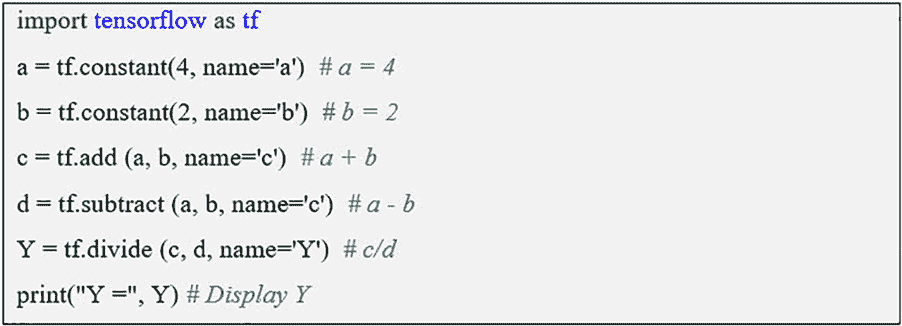 import tensorflow as tf
a = tf.constant(4, name='a') # a = 4
b = tf.constant(2, name='b') # b = 2
c = tf.add (a, b, name='c') # a + b
d = tf.subtract (a, b, name='c') # a - b
Y = tf.divide (c, d, name='Y') # c/d
print("Y =", Y) # Display Y